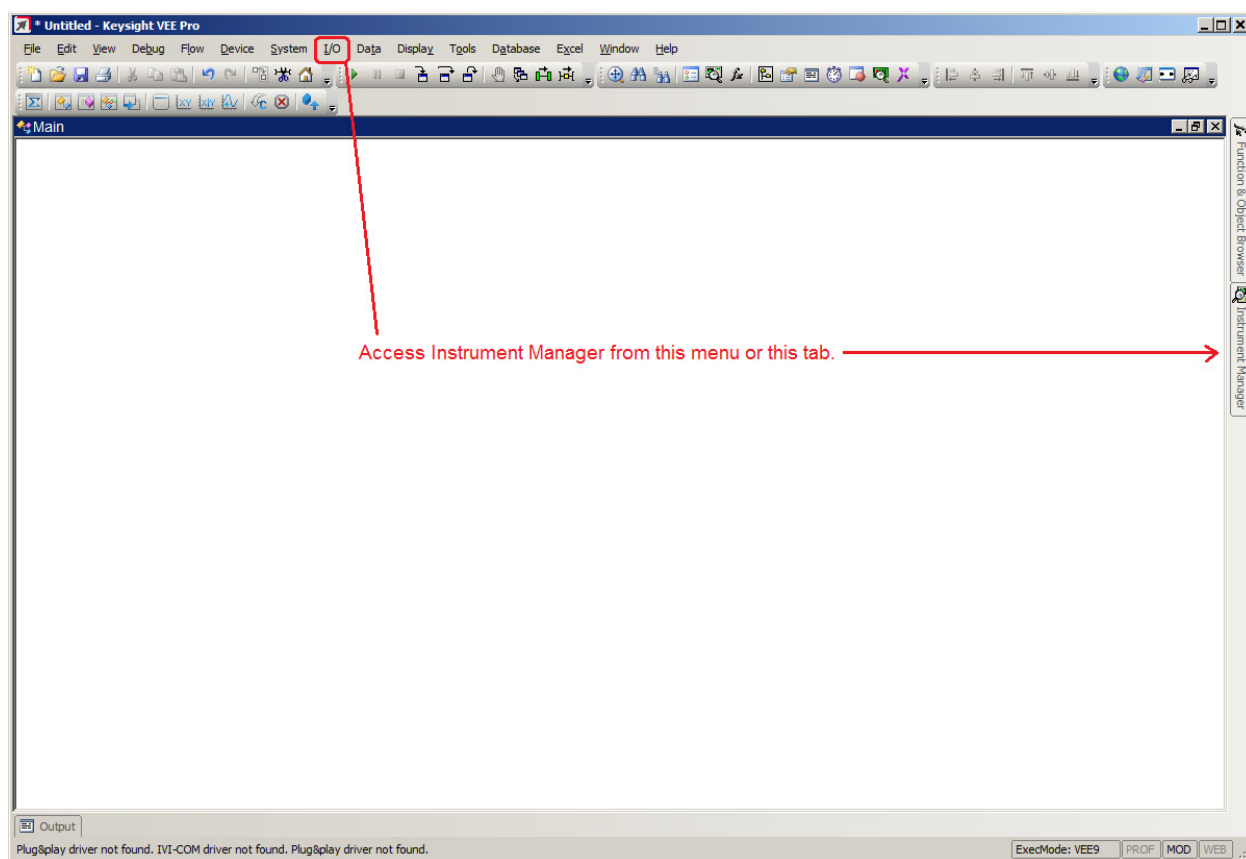 * Untitled - Keysight VEE Pro
File Edit View Debug Flow Device System I/O Data Display Tools Database Excel Window Help
Main
Function & Object Browser
Instrument Manager
Access Instrument Manager from this menu or this tab.
Output
Plug&play driver not found. IVI-COM driver not found. Plug&play driver not found.
ExecMode: VEE9 PROF MOD WEB